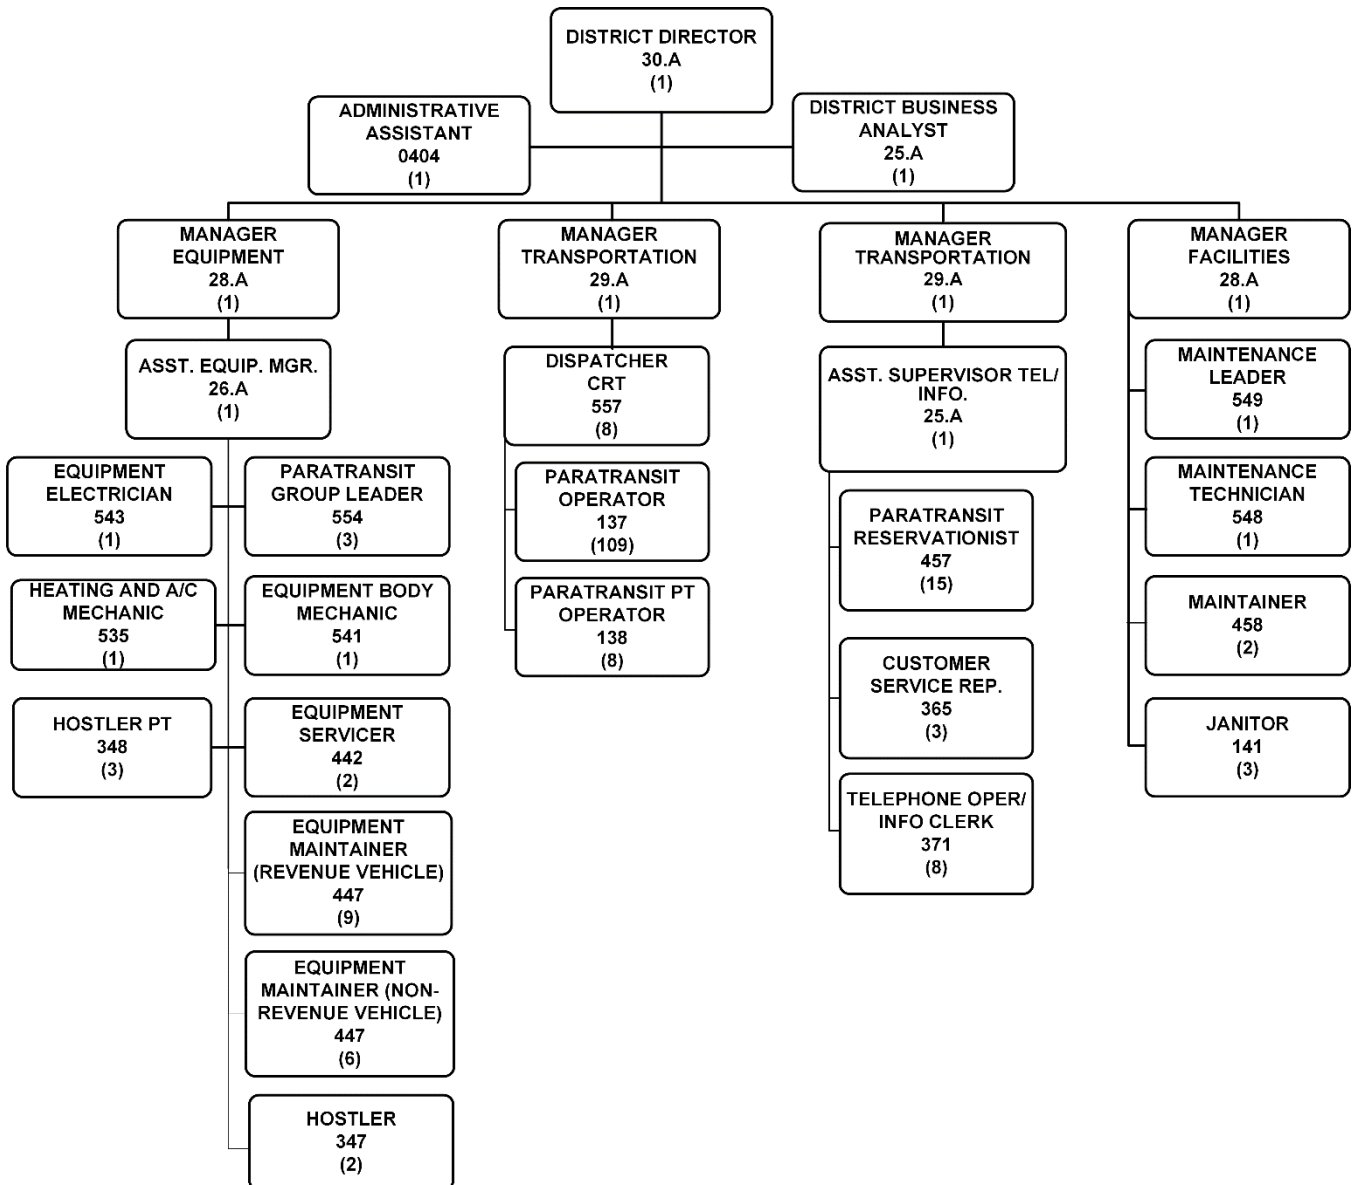 DISTRICT DIRECTOR
30.A
(1)
ADMINISTRATIVE
ASSISTANT
0404
(1)
DISTRICT BUSINESS
ANALYST
25.A
(1)
MANAGER
EQUIPMENT
28.A
(1)
MANAGER
TRANSPORTATION
29.A
(1)
MANAGER
TRANSPORTATION
29.A
(1)
MANAGER
FACILITIES
28.A
(1)
ASST. EQUIP. MGR.
26.A
(1)
EQUIPMENT
ELECTRICIAN
543
(1)
PARATRANSIT
GROUP LEADER
554
(3)
HEATING AND A/C
MECHANIC
535
(1)
EQUIPMENT BODY
MECHANIC
541
(1)
HOSTLER PT
348
(3)
EQUIPMENT
SERVICER
442
(2)
EQUIPMENT
MAINTAINER
(REVENUE VEHICLE)
447
(9)
EQUIPMENT
MAINTAINER (NON-
REVENUE VEHICLE)
447
(6)
HOSTLER
347
(2)
DISPATCHER
CRT
557
(8)
PARATRANSIT
OPERATOR
137
(109)
PARATRANSIT PT
OPERATOR
138
(8)
ASST. SUPERVISOR TEL/
INFO.
25.A
(1)
PARATRANSIT
RESERVATIONIST
457
(15)
CUSTOMER
SERVICE REP.
365
(3)
TELEPHONE OPER/
INFO CLERK
371
(8)
MAINTENANCE
LEADER
549
(1)
MAINTENANCE
TECHNICIAN
548
(1)
MAINTAINER
458
(2)
JANITOR
141
(3)